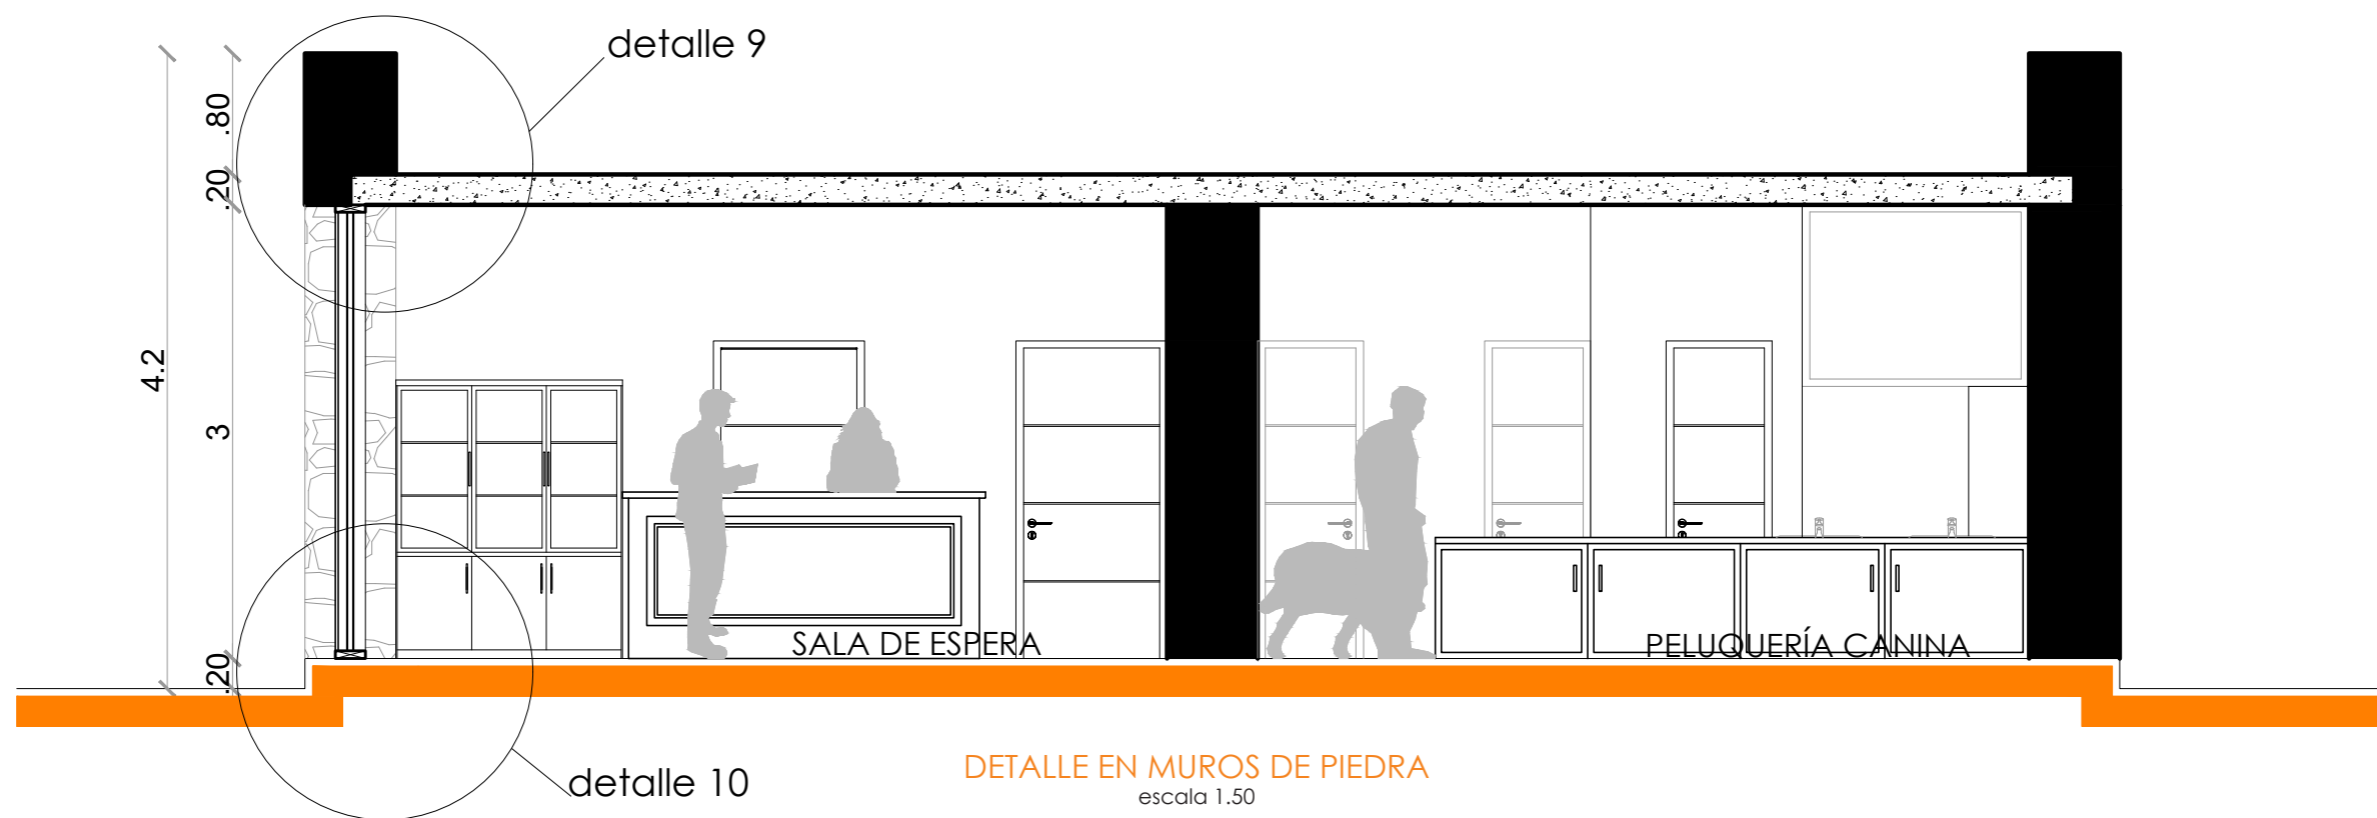 detalle 9
.80
.20
4.2
3
.20
SALA DE ESPERA
PELUQUERÍA CANINA
detalle 10
DETALLE EN MUROS DE PIEDRA
escala 1.50